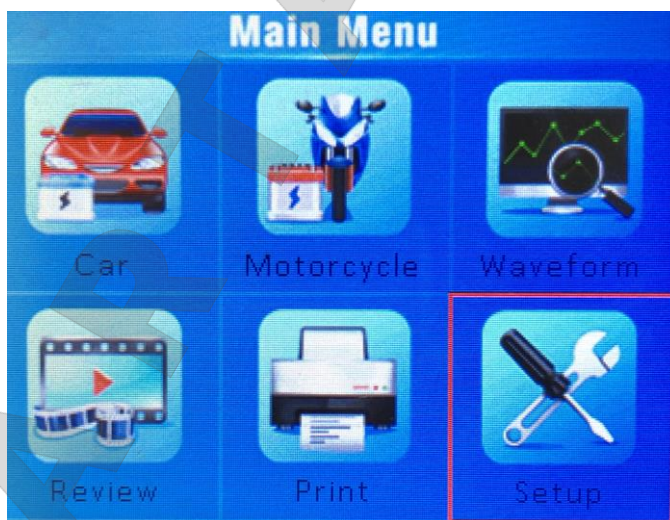 Main Menu
Car
Motorcycle
Waveform
Review
Print
Setup